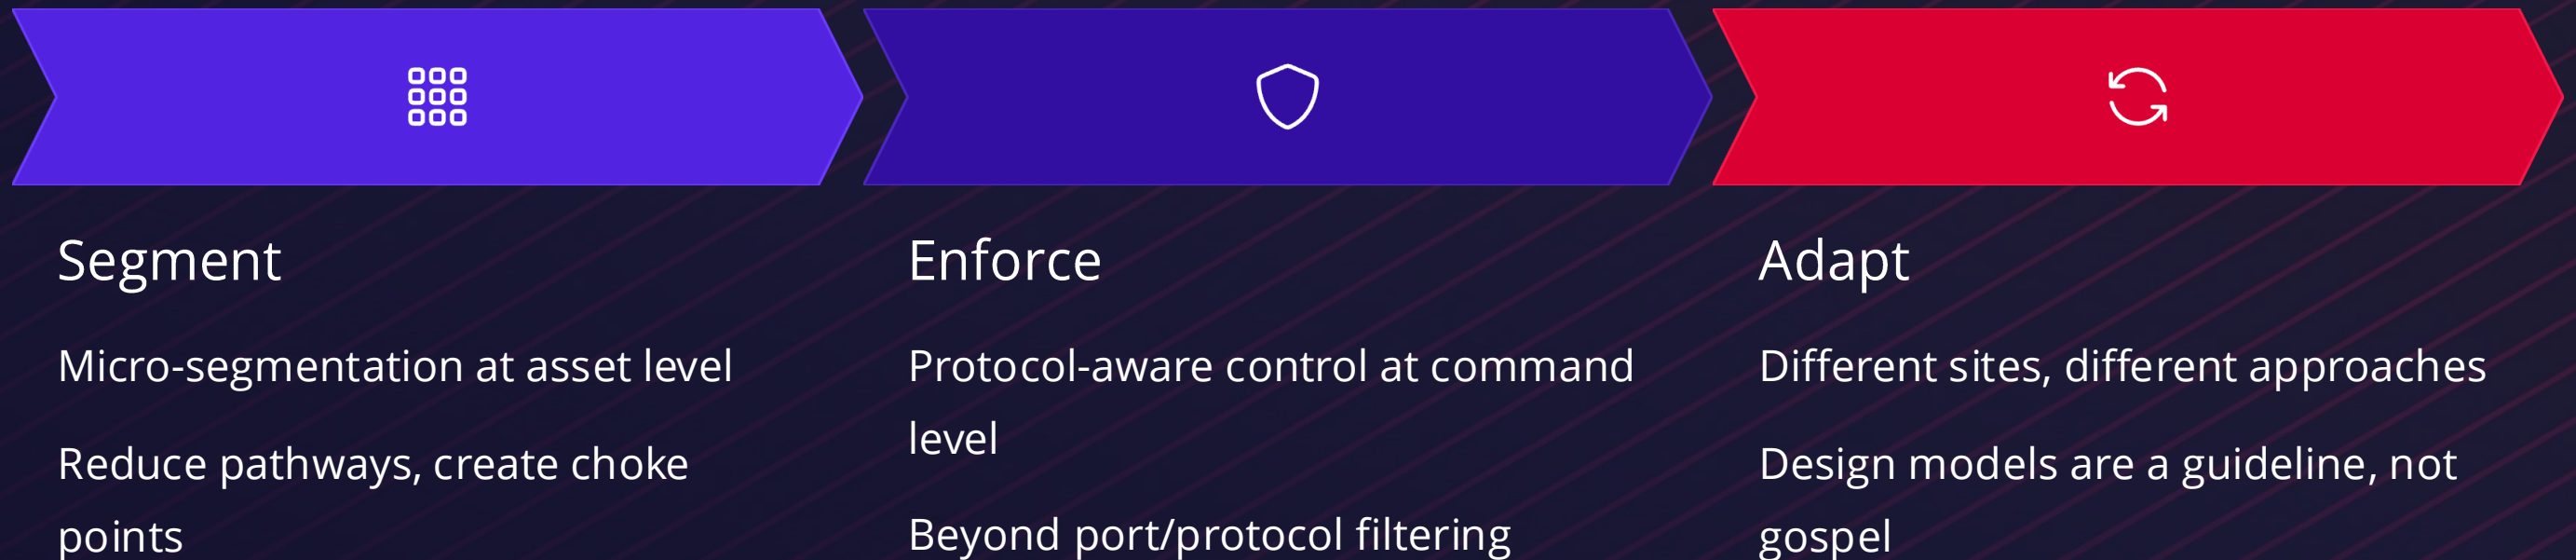 Segment
Micro-segmentation at asset level
Reduce pathways, create choke
points
Enforce
Protocol-aware control at command
level
Beyond port/protocol filtering
Adapt
Different sites, different approaches
Design models are a guideline, not
gospel